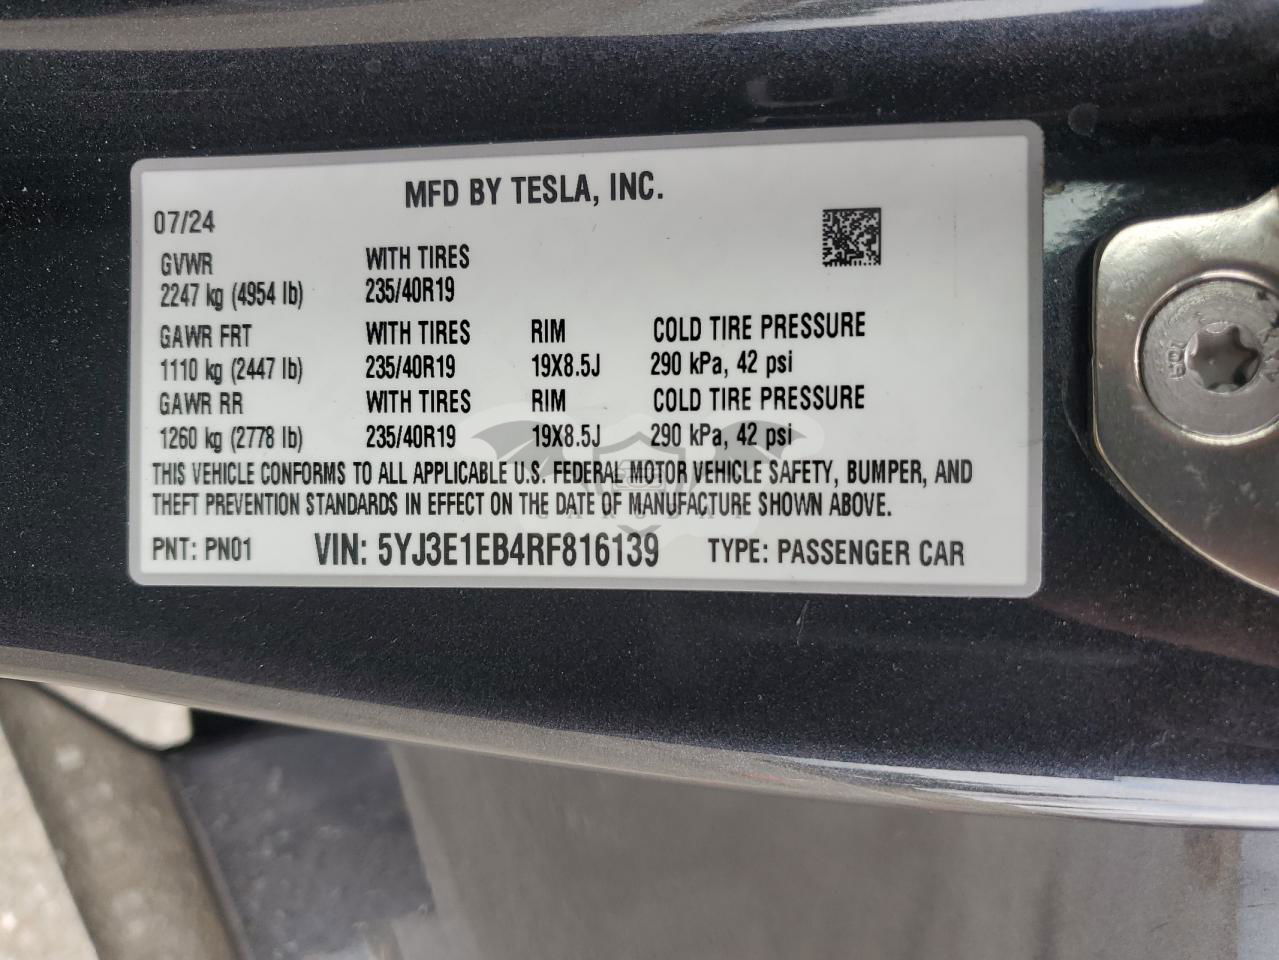 MFD BY TESLA, INC.
07/24
GVWR WITH TIRES
2247 kg (4954 lb) 235/40R19
GAWR FRT WITH TIRES RIM COLD TIRE PRESSURE
1110 kg (2447 lb) 235/40R19 19X8.5J 290 kPa, 42 psi
GAWR RR WITH TIRES RIM COLD TIRE PRESSURE
1260 kg (2778 lb) 235/40R19 19X8.5J 290 kPa, 42 psi
THIS VEHICLE CONFORMS TO ALL APPLICABLE U.S. FEDERAL MOTOR VEHICLE SAFETY, BUMPER, AND
THEFT PREVENTION STANDARDS IN EFFECT ON THE DATE OF MANUFACTURE SHOWN ABOVE.
PNT: PN01 VIN: 5YJ3E1EB4RF816139 TYPE: PASSENGER CAR